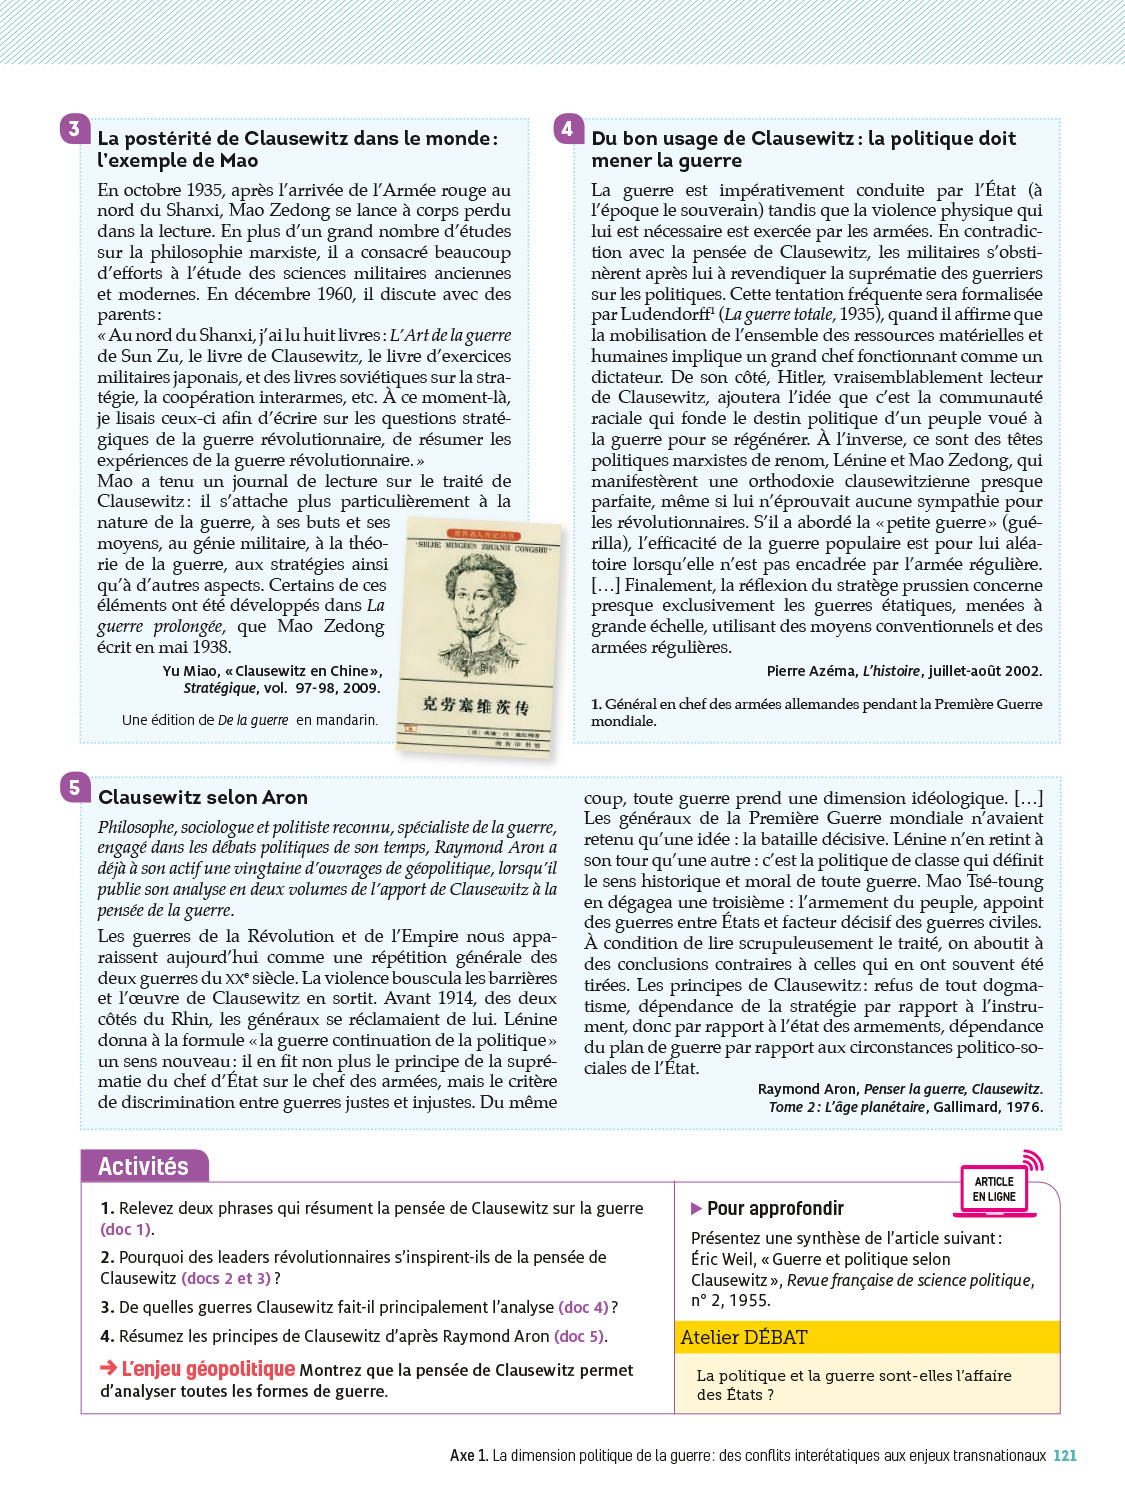 3
La postérité de Clausewitz dans le monde :
l'exemple de Mao
En octobre 1935, après l'arrivée de l'Armée rouge au
nord du Shanxi, Mao Zedong se lance à corps perdu
dans la lecture. En plus d'un grand nombre d'études
sur la philosophie marxiste, il a consacré beaucoup
d'efforts à l'étude des sciences militaires anciennes
et modernes. En décembre 1960, il discute avec des
parents :
« Au nord du Shanxi, j'ai lu huit livres : L'Art de la guerre
de Sun Zu, le livre de Clausewitz, le livre d'exercices
militaires japonais, et des livres soviétiques sur la stra-
tégie, la coopération interarmes, etc. À ce moment-là,
je lisais ceux-ci afin d'écrire sur les questions straté-
giques de la guerre révolutionnaire, de résumer les
expériences de la guerre révolutionnaire. »
Mao a tenu un journal de lecture sur le traité de
Clausewitz : il s'attache plus particulièrement à la
nature de la guerre, à ses buts et ses
moyens, au génie militaire, à la théo-
rie de la guerre, aux stratégies ainsi
qu'à d'autres aspects. Certains de ces
éléments ont été développés dans La
guerre prolongée, que Mao Zedong
écrit en mai 1938.
Yu Miao, « Clausewitz en Chine »,
Stratégique, vol. 97-98, 2009.
Une édition de De la guerre en mandarin.
世界名人传记丛书
SHIJIE MINGREN ZHUANJI CONGSHU
克劳塞维茨传
商务印书馆
4
Du bon usage de Clausewitz : la politique doit
mener la guerre
La guerre est impérativement conduite par l'État (à
l'époque le souverain) tandis que la violence physique qui
lui est nécessaire est exercée par les armées. En contradic-
tion avec la pensée de Clausewitz, les militaires s'obsti-
nèrent après lui à revendiquer la suprématie des guerriers
sur les politiques. Cette tentation fréquente sera formalisée
par Ludendorff¹ (La guerre totale, 1935), quand il affirme que
la mobilisation de l'ensemble des ressources matérielles et
humaines implique un grand chef fonctionnant comme un
dictateur. De son côté, Hitler, vraisemblablement lecteur
de Clausewitz, ajoutera l'idée que c'est la communauté
raciale qui fonde le destin politique d'un peuple voué à
la guerre pour se régénérer. À l'inverse, ce sont des têtes
politiques marxistes de renom, Lénine et Mao Zedong, qui
manifestèrent une orthodoxie clausewitzienne presque
parfaite, même si lui n'éprouvait aucune sympathie pour
les révolutionnaires. S'il a abordé la « petite guerre » (gué-
rilla), l'efficacité de la guerre populaire est pour lui aléa-
toire lorsqu'elle n'est pas encadrée par l'armée régulière.
[…] Finalement, la réflexion du stratège prussien concerne
presque exclusivement les guerres étatiques, menées à
grande échelle, utilisant des moyens conventionnels et des
armées régulières.
Pierre Azéma, L'histoire, juillet-août 2002.
1. Général en chef des armées allemandes pendant la Première Guerre
mondiale.
5
Clausewitz selon Aron
Philosophe, sociologue et politiste reconnu, spécialiste de la guerre,
engagé dans les débats politiques de son temps, Raymond Aron a
déjà à son actif une vingtaine d'ouvrages de géopolitique, lorsqu'il
publie son analyse en deux volumes de l'apport de Clausewitz à la
pensée de la guerre.
Les guerres de la Révolution et de l'Empire nous appa-
raissent aujourd'hui comme une répétition générale des
deux guerres du XXe siècle. La violence bouscula les barrières
et l'œuvre de Clausewitz en sortit. Avant 1914, des deux
côtés du Rhin, les généraux se réclamaient de lui. Lénine
donna à la formule « la guerre continuation de la politique »
un sens nouveau : il en fit non plus le principe de la supré-
matie du chef d'État sur le chef des armées, mais le critère
de discrimination entre guerres justes et injustes. Du même
coup, toute guerre prend une dimension idéologique. […]
Les généraux de la Première Guerre mondiale n'avaient
retenu qu'une idée : la bataille décisive. Lénine n'en retint à
son tour qu'une autre : c'est la politique de classe qui définit
le sens historique et moral de toute guerre. Mao Tsé-toung
en dégagea une troisième : l'armement du peuple, appoint
des guerres entre États et facteur décisif des guerres civiles.
À condition de lire scrupuleusement le traité, on aboutit à
des conclusions contraires à celles qui en ont souvent été
tirées. Les principes de Clausewitz : refus de tout dogma-
tisme, dépendance de la stratégie par rapport à l'instru-
ment, donc par rapport à l'état des armements, dépendance
du plan de guerre par rapport aux circonstances politico-so-
ciales de l'État.
Raymond Aron, Penser la guerre, Clausewitz.
Tome 2 : L'âge planétaire, Gallimard, 1976.
Activités
1. Relevez deux phrases qui résument la pensée de Clausewitz sur la guerre
(doc 1).
2. Pourquoi des leaders révolutionnaires s'inspirent-ils de la pensée de
Clausewitz (docs 2 et 3) ?
3. De quelles guerres Clausewitz fait-il principalement l'analyse (doc 4) ?
4. Résumez les principes de Clausewitz d'après Raymond Aron (doc 5).
→ L'enjeu géopolitique Montrez que la pensée de Clausewitz permet
d'analyser toutes les formes de guerre.
ARTICLE
EN LIGNE
▶ Pour approfondir
Présentez une synthèse de l'article suivant :
Éric Weil, « Guerre et politique selon
Clausewitz », Revue française de science politique,
n° 2, 1955.
Atelier DÉBAT
La politique et la guerre sont-elles l'affaire
des États ?
Axe 1. La dimension politique de la guerre : des conflits interétatiques aux enjeux transnationaux 121